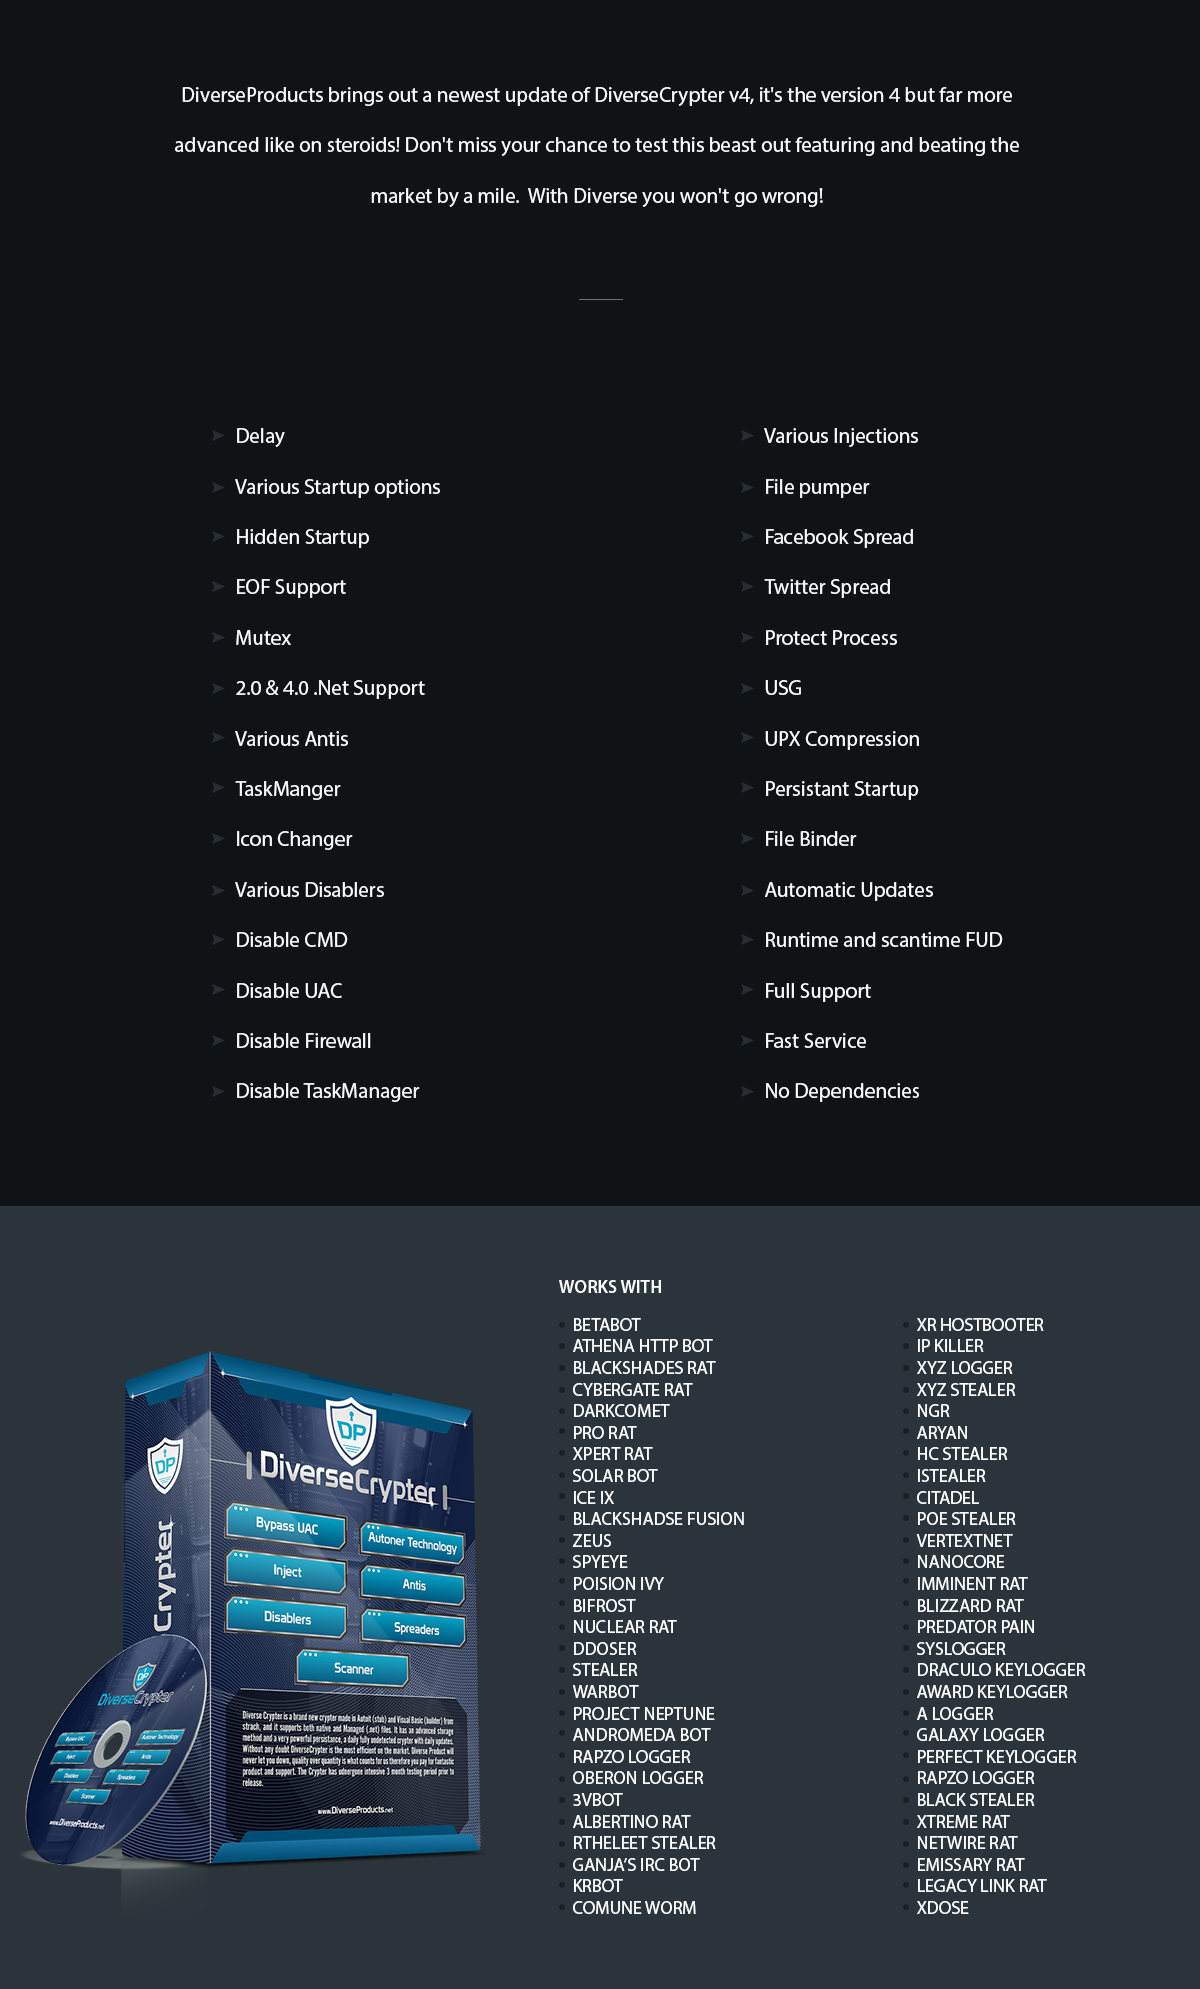 DiverseProducts brings out a newest update of DiverseCrypter v4, it's the version 4 but far more
advanced like on steroids! Don't miss your chance to test this beast out featuring and beating the
market by a mile. With Diverse you won't go wrong!
Delay
Various Startup options
Hidden Startup
EOF Support
Mutex
2.0 & 4.0 .Net Support
Various Antis
TaskManger
Icon Changer
Various Disablers
Disable CMD
Disable UAC
Disable Firewall
Disable TaskManager
Various Injections
File pumper
Facebook Spread
Twitter Spread
Protect Process
USG
UPX Compression
Persistant Startup
File Binder
Automatic Updates
Runtime and scantime FUD
Full Support
Fast Service
No Dependencies
DP
DP
DiverseCrypter
Crypter
Bypass UAC
Autoner Technology
Inject
Antis
Disablers
Spreaders
Scanner
Diverse Crypter is a brand new crypter made in Autoit (stub) and Visual Basic (builder) from
strach, and it supports both native and Managed (.net) files. It has an advanced storage
method and a very powerful persistance, a daily fully undetected crypter with daily updates.
Without any doubt DiverseCrypter is the most efficient on the market. Diverse Product will
never let you down, quality over quantity is what counts for us therefore you pay for fantastic
product and support. The Crypter has udnergone intensive 3 month testing period prior to
release.
www.DiverseProducts.net
DP
DiverseCrypter
Bypass UAC
Autoner Technology
Inject
Antis
Disablers
Spreaders
Scanner
www.DiverseProducts.net
WORKS WITH
BETABOT
ATHENA HTTP BOT
BLACKSHADES RAT
CYBERGATE RAT
DARKCOMET
PRO RAT
XPERT RAT
SOLAR BOT
ICE IX
BLACKSHADSE FUSION
ZEUS
SPYEYE
POISION IVY
BIFROST
NUCLEAR RAT
DDOSER
STEALER
WARBOT
PROJECT NEPTUNE
ANDROMEDA BOT
RAPZO LOGGER
OBERON LOGGER
3VBOT
ALBERTINO RAT
RTHELEET STEALER
GANJA’S IRC BOT
KRBOT
COMUNE WORM
XR HOSTBOOTER
IP KILLER
XYZ LOGGER
XYZ STEALER
NGR
ARYAN
HC STEALER
ISTEALER
CITADEL
POE STEALER
VERTEXTNET
NANOCORE
IMMINENT RAT
BLIZZARD RAT
PREDATOR PAIN
SYSLOGGER
DRACULO KEYLOGGER
AWARD KEYLOGGER
A LOGGER
GALAXY LOGGER
PERFECT KEYLOGGER
RAPZO LOGGER
BLACK STEALER
XTREME RAT
NETWIRE RAT
EMISSARY RAT
LEGACY LINK RAT
XDOSE